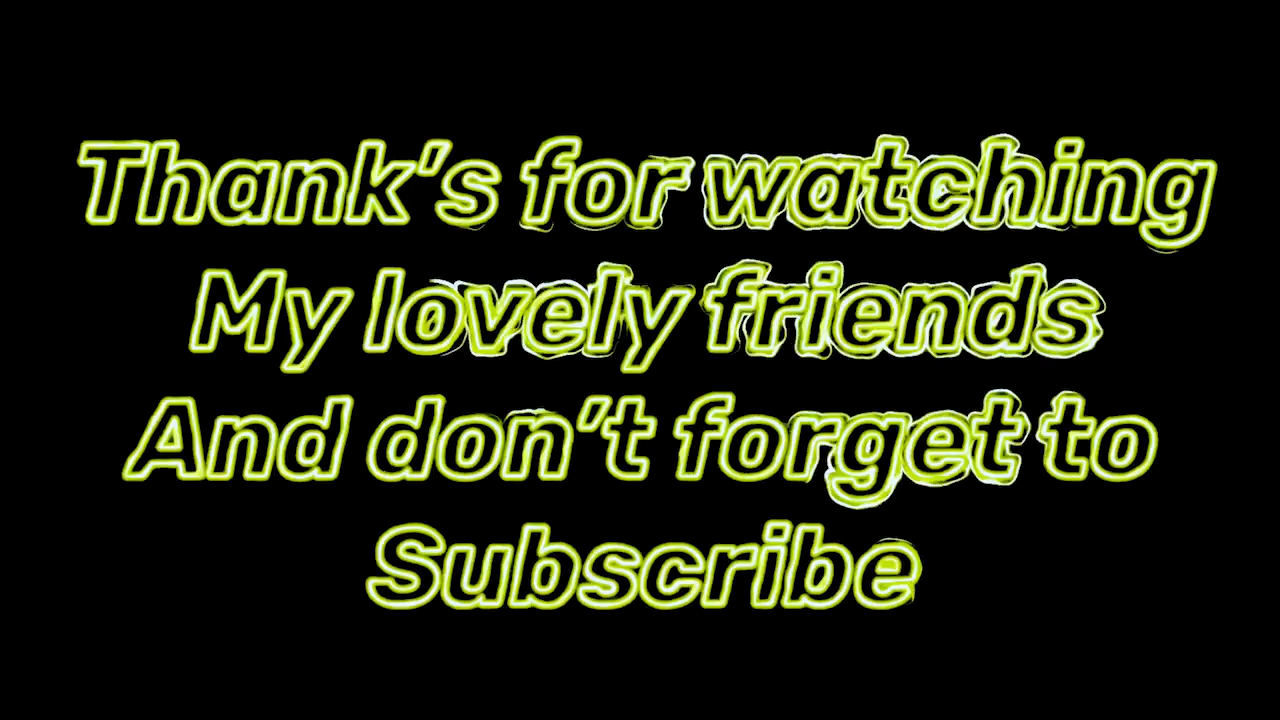 Thank's for watching
My lovely friends
And don't forget to
Subscribe